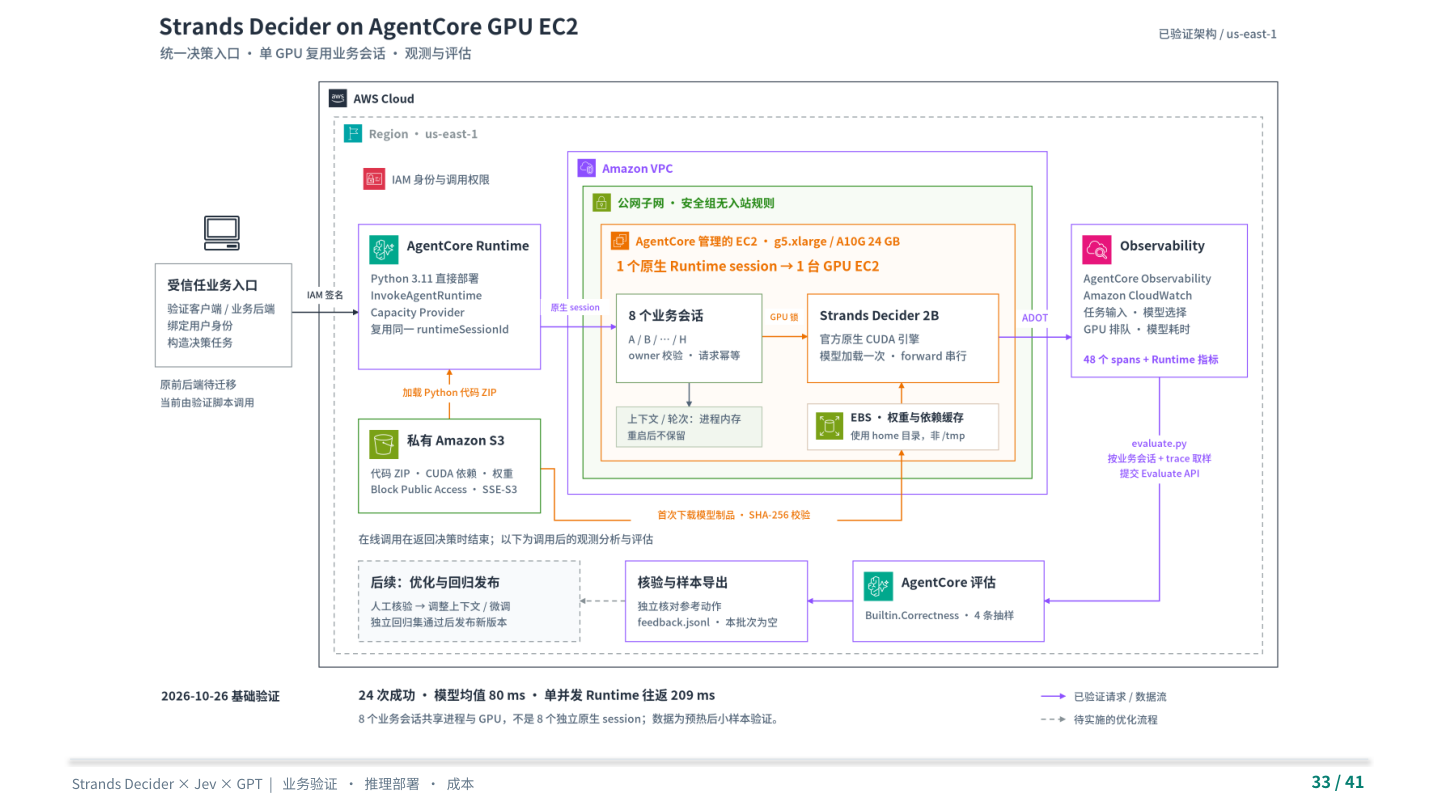 Strands Decider on AgentCore GPU EC2
统一决策入口 · 单 GPU 复用业务会话 · 观测与评估
已验证架构 / us-east-1
aws
AWS Cloud
Region · us-east-1
IAM 身份与调用权限
Amazon VPC
公网子网 · 安全组无入站规则
AgentCore 管理的 EC2 · g5.xlarge / A10G 24 GB
1 个原生 Runtime session → 1 台 GPU EC2
受信任业务入口
验证客户端 / 业务后端
绑定用户身份
构造决策任务
原前后端待迁移
当前由验证脚本调用
IAM 签名
AgentCore Runtime
Python 3.11 直接部署
InvokeAgentRuntime
Capacity Provider
复用同一 runtimeSessionId
原生 session
8 个业务会话
A / B / ··· / H
owner 校验 · 请求幂等
GPU 锁
Strands Decider 2B
官方原生 CUDA 引擎
模型加载一次 · forward 串行
ADOT
Observability
AgentCore Observability
Amazon CloudWatch
任务输入 · 模型选择
GPU 排队 · 模型耗时
48 个 spans + Runtime 指标
加载 Python 代码 ZIP
上下文 / 轮次：进程内存
重启后不保留
EBS · 权重与依赖缓存
使用 home 目录，非 /tmp
私有 Amazon S3
代码 ZIP · CUDA 依赖 · 权重
Block Public Access · SSE-S3
evaluate.py
按业务会话 + trace 取样
提交 Evaluate API
首次下载模型制品 · SHA-256 校验
在线调用在返回决策时结束；以下为调用后的观测分析与评估
后续：优化与回归发布
人工核验 → 调整上下文 / 微调
独立回归集通过后发布新版本
核验与样本导出
独立核对参考动作
feedback.jsonl · 本批次为空
AgentCore 评估
Builtin.Correctness · 4 条抽样
2026-10-26 基础验证
24 次成功 · 模型均值 80 ms · 单并发 Runtime 往返 209 ms
8 个业务会话共享进程与 GPU，不是 8 个独立原生 session；数据为预热后小样本验证。
已验证请求 / 数据流
待实施的优化流程
Strands Decider × Jev × GPT | 业务验证 · 推理部署 · 成本
33 / 41